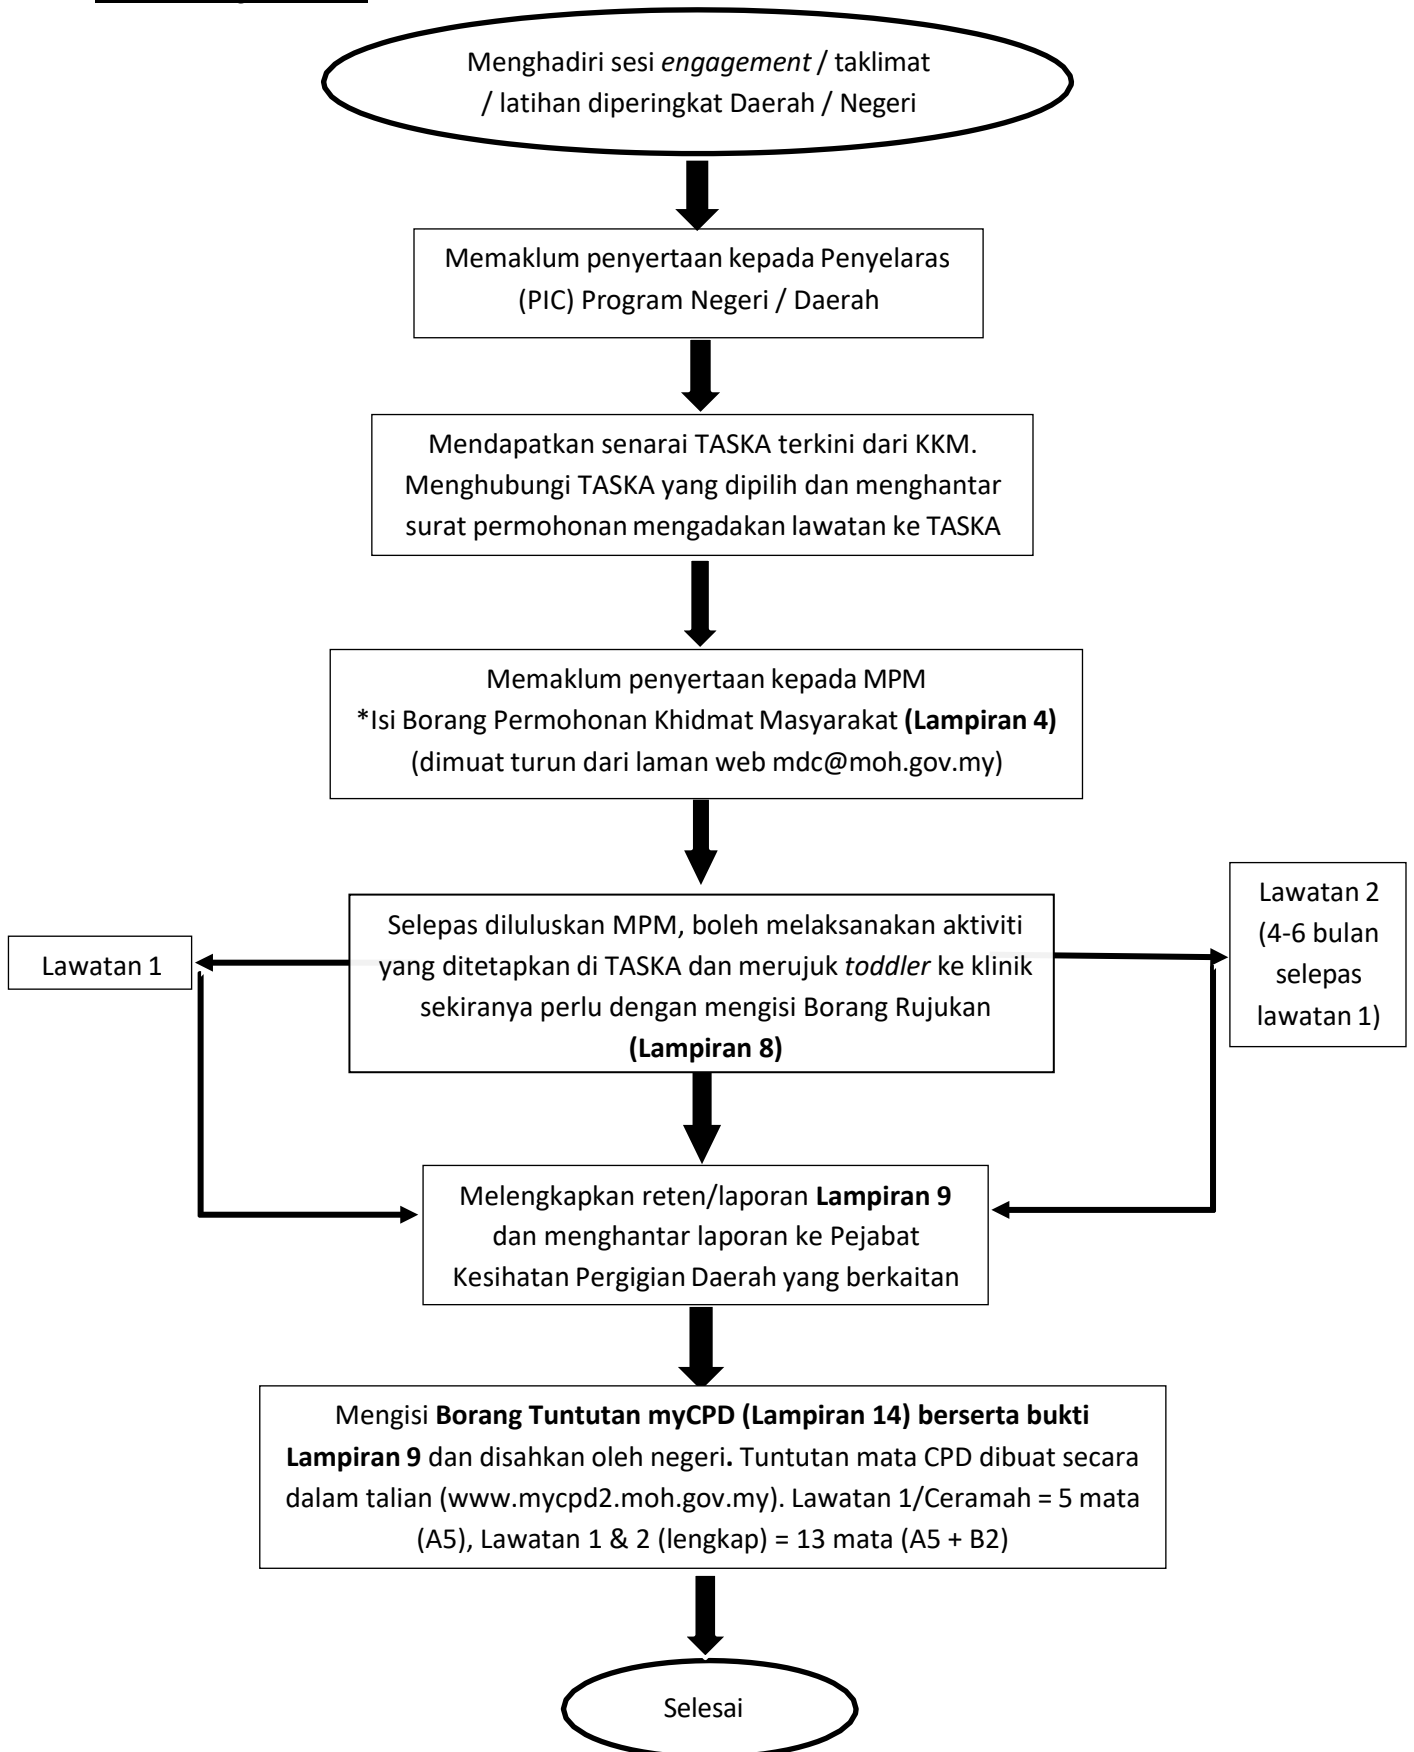 Menghadiri sesi engagement / taklimat
/ latihan diperingkat Daerah / Negeri
Memaklum penyertaan kepada Penyelaras
(PIC) Program Negeri / Daerah
Mendapatkan senarai TASKA terkini dari KKM.
Menghubungi TASKA yang dipilih dan menghantar
surat permohonan mengadakan lawatan ke TASKA
Memaklum penyertaan kepada MPM
*Isi Borang Permohonan Khidmat Masyarakat (Lampiran 4)
(dimuat turun dari laman web mdc@moh.gov.my)
Selepas diluluskan MPM, boleh melaksanakan aktiviti
yang ditetapkan di TASKA dan merujuk toddler ke klinik
sekiranya perlu dengan mengisi Borang Rujukan
(Lampiran 8)
Lawatan 1
Lawatan 2
(4-6 bulan
selepas
lawatan 1)
Melengkapkan reten/laporan Lampiran 9
dan menghantar laporan ke Pejabat
Kesihatan Pergigian Daerah yang berkaitan
Mengisi Borang Tuntutan myCPD (Lampiran 14) berserta bukti
Lampiran 9 dan disahkan oleh negeri. Tuntutan mata CPD dibuat secara
dalam talian (www.mycpd2.moh.gov.my). Lawatan 1/Ceramah = 5 mata
(A5), Lawatan 1 & 2 (lengkap) = 13 mata (A5 + B2)
Selesai